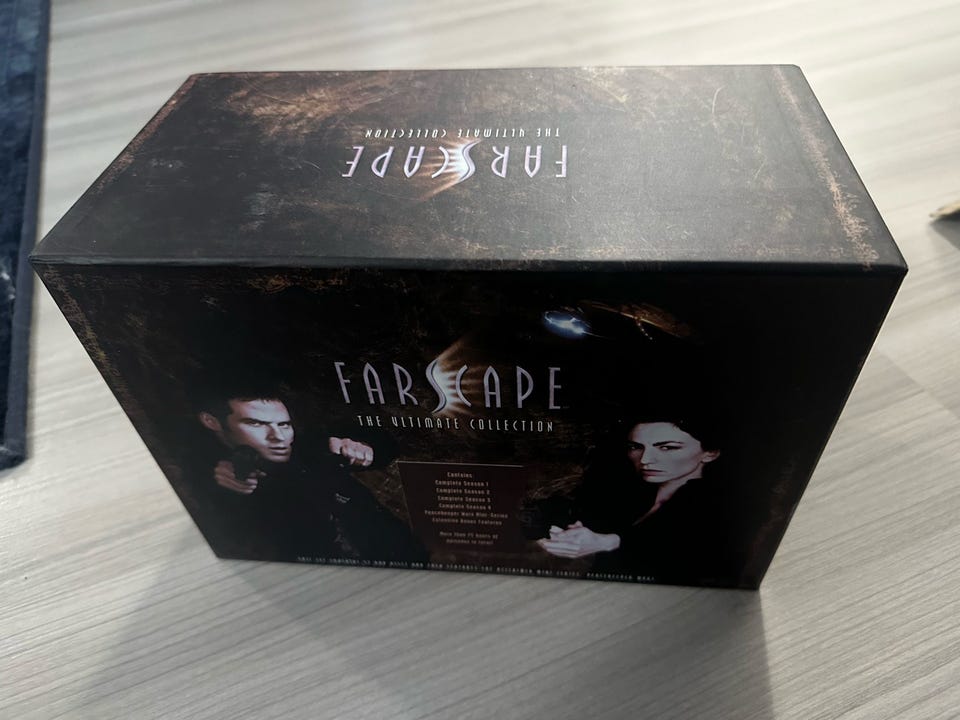 THE ULTIMATE COLLECTION
FARSCAPE
FARSCAPE
THE ULTIMATE COLLECTION
Contains:
Complete Season 1
Complete Season 2
Complete Season 3
Complete Season 4
Peacekeeper Wars Mini-Series
Extensive Bonus Features
More than 75 hours of
episodes in total!